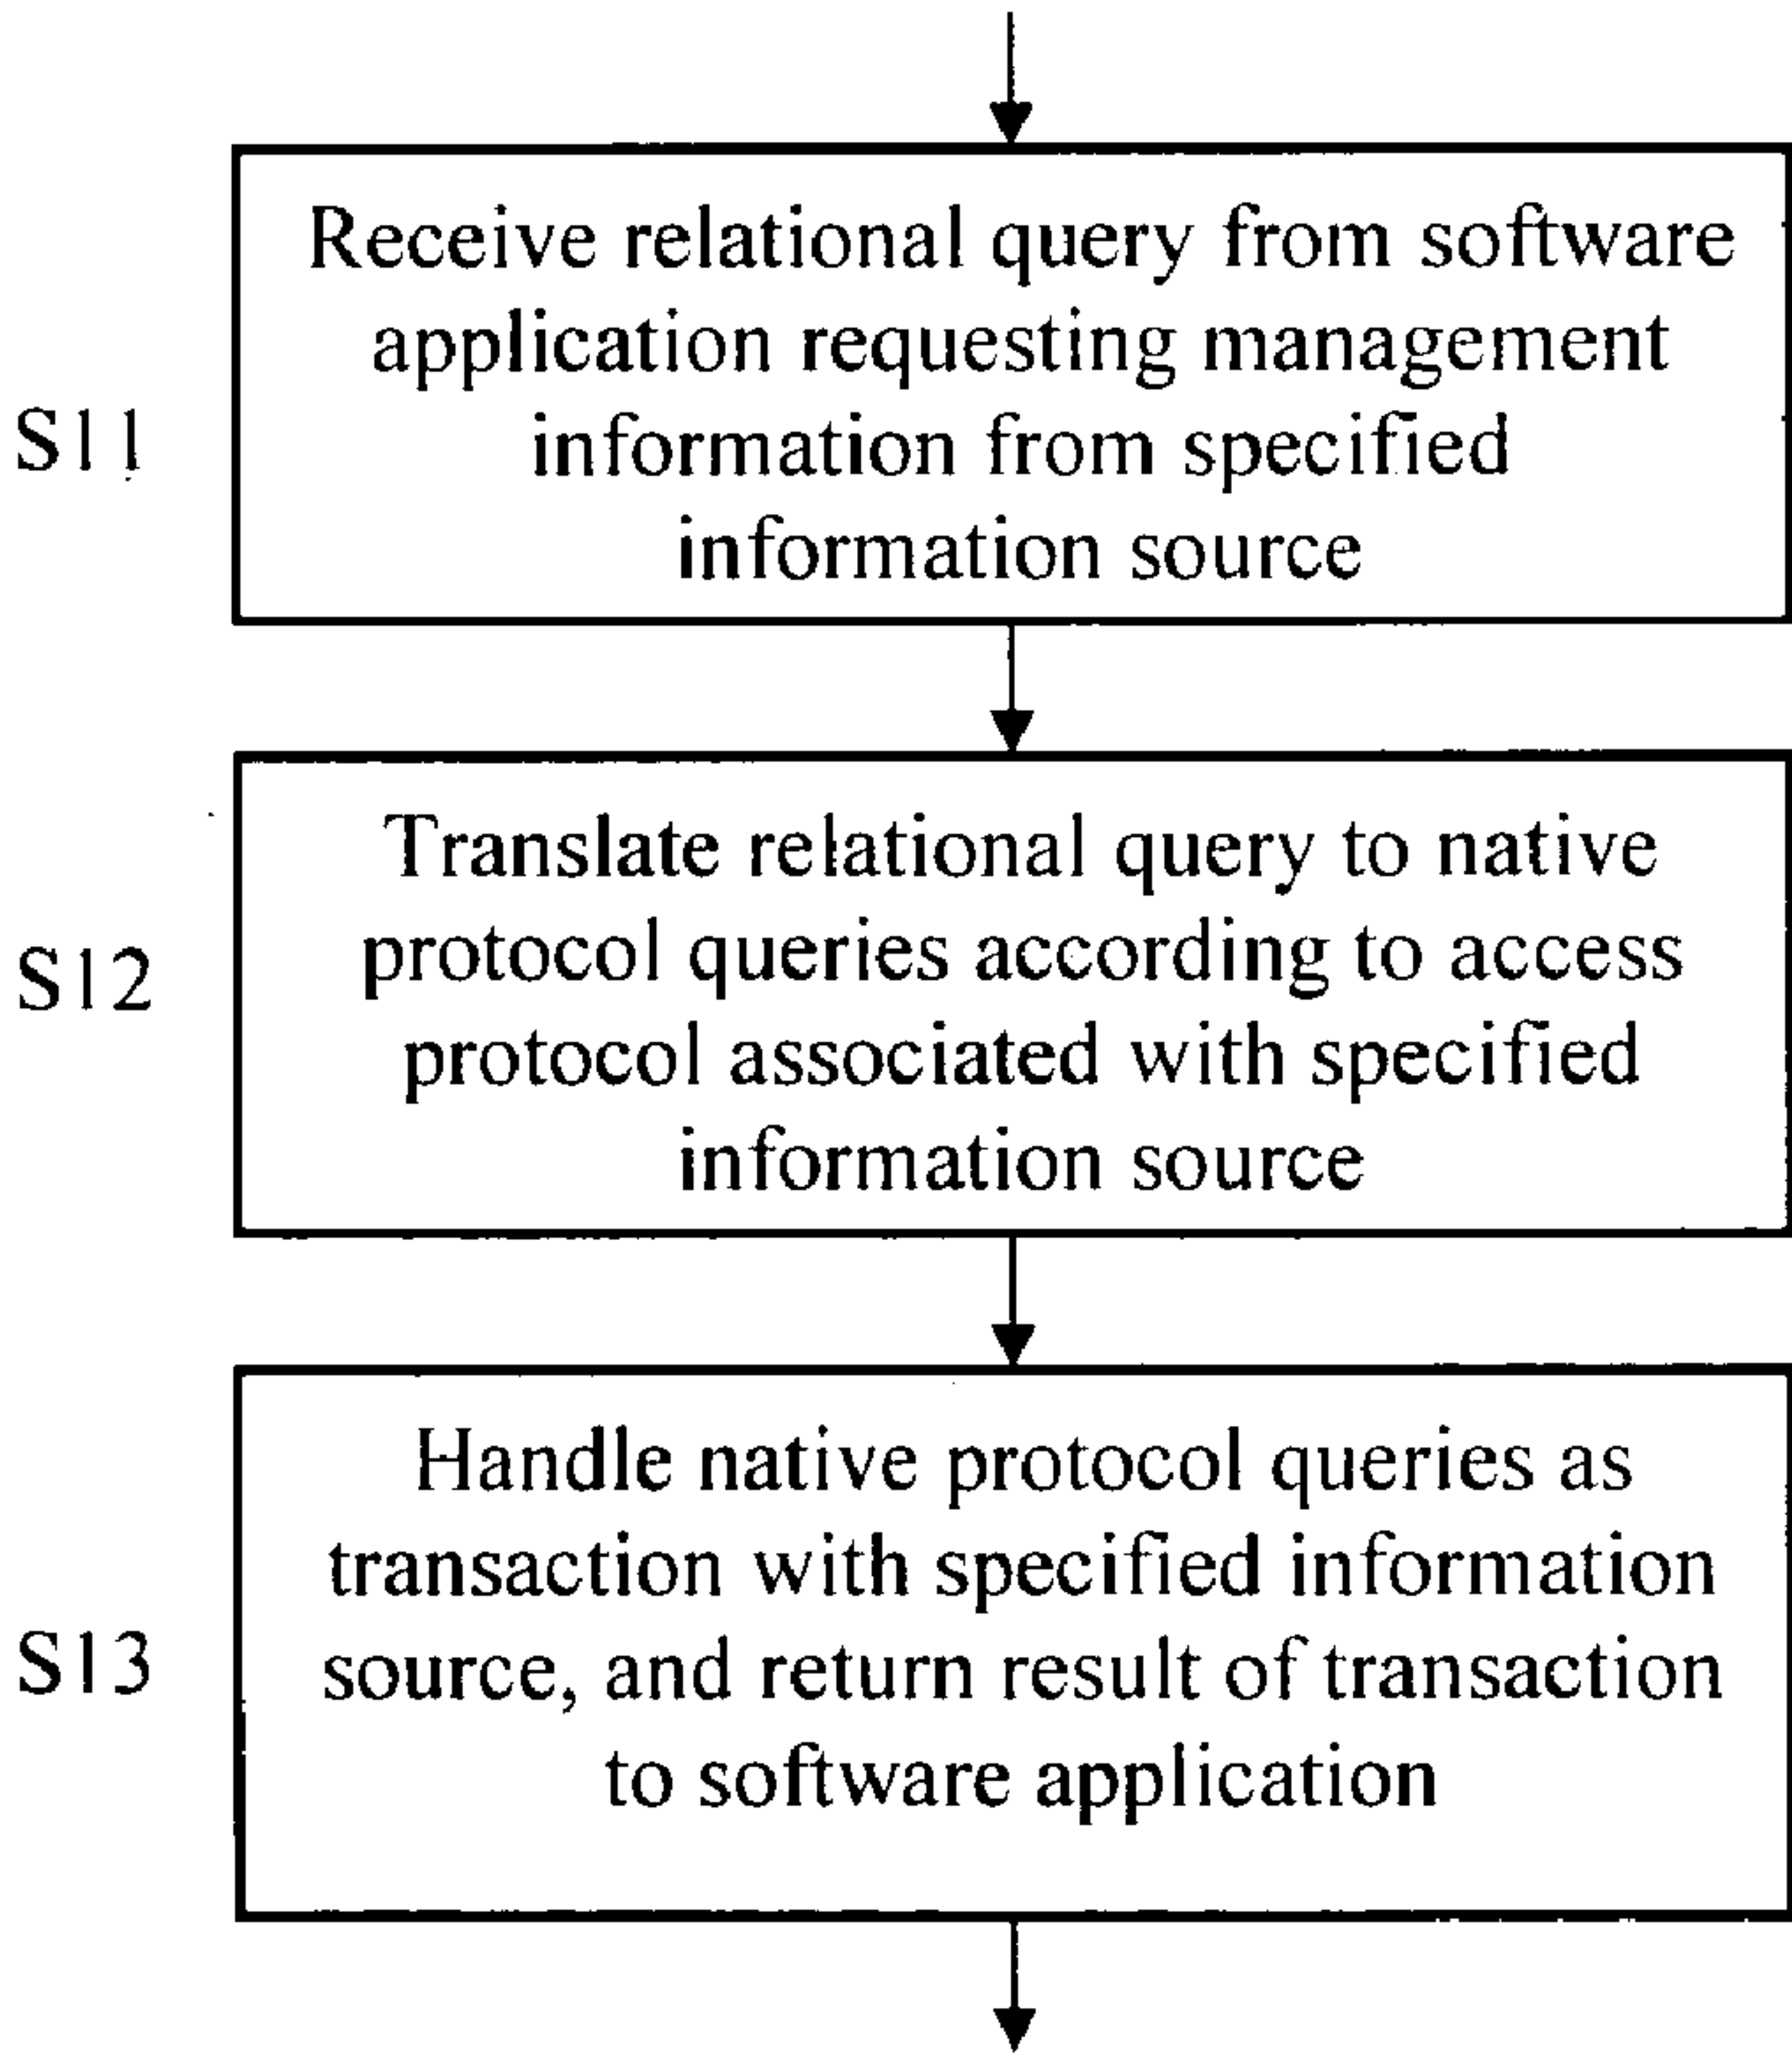 Receive relational query from software
application requesting management
S11
information from specified
information source
Translate relational query to native
protocol queries according to access
S12
protocol associated with specified
information source
Handle native protocol queries as
transaction with specified information
S13
source, and return result of transaction
to software application